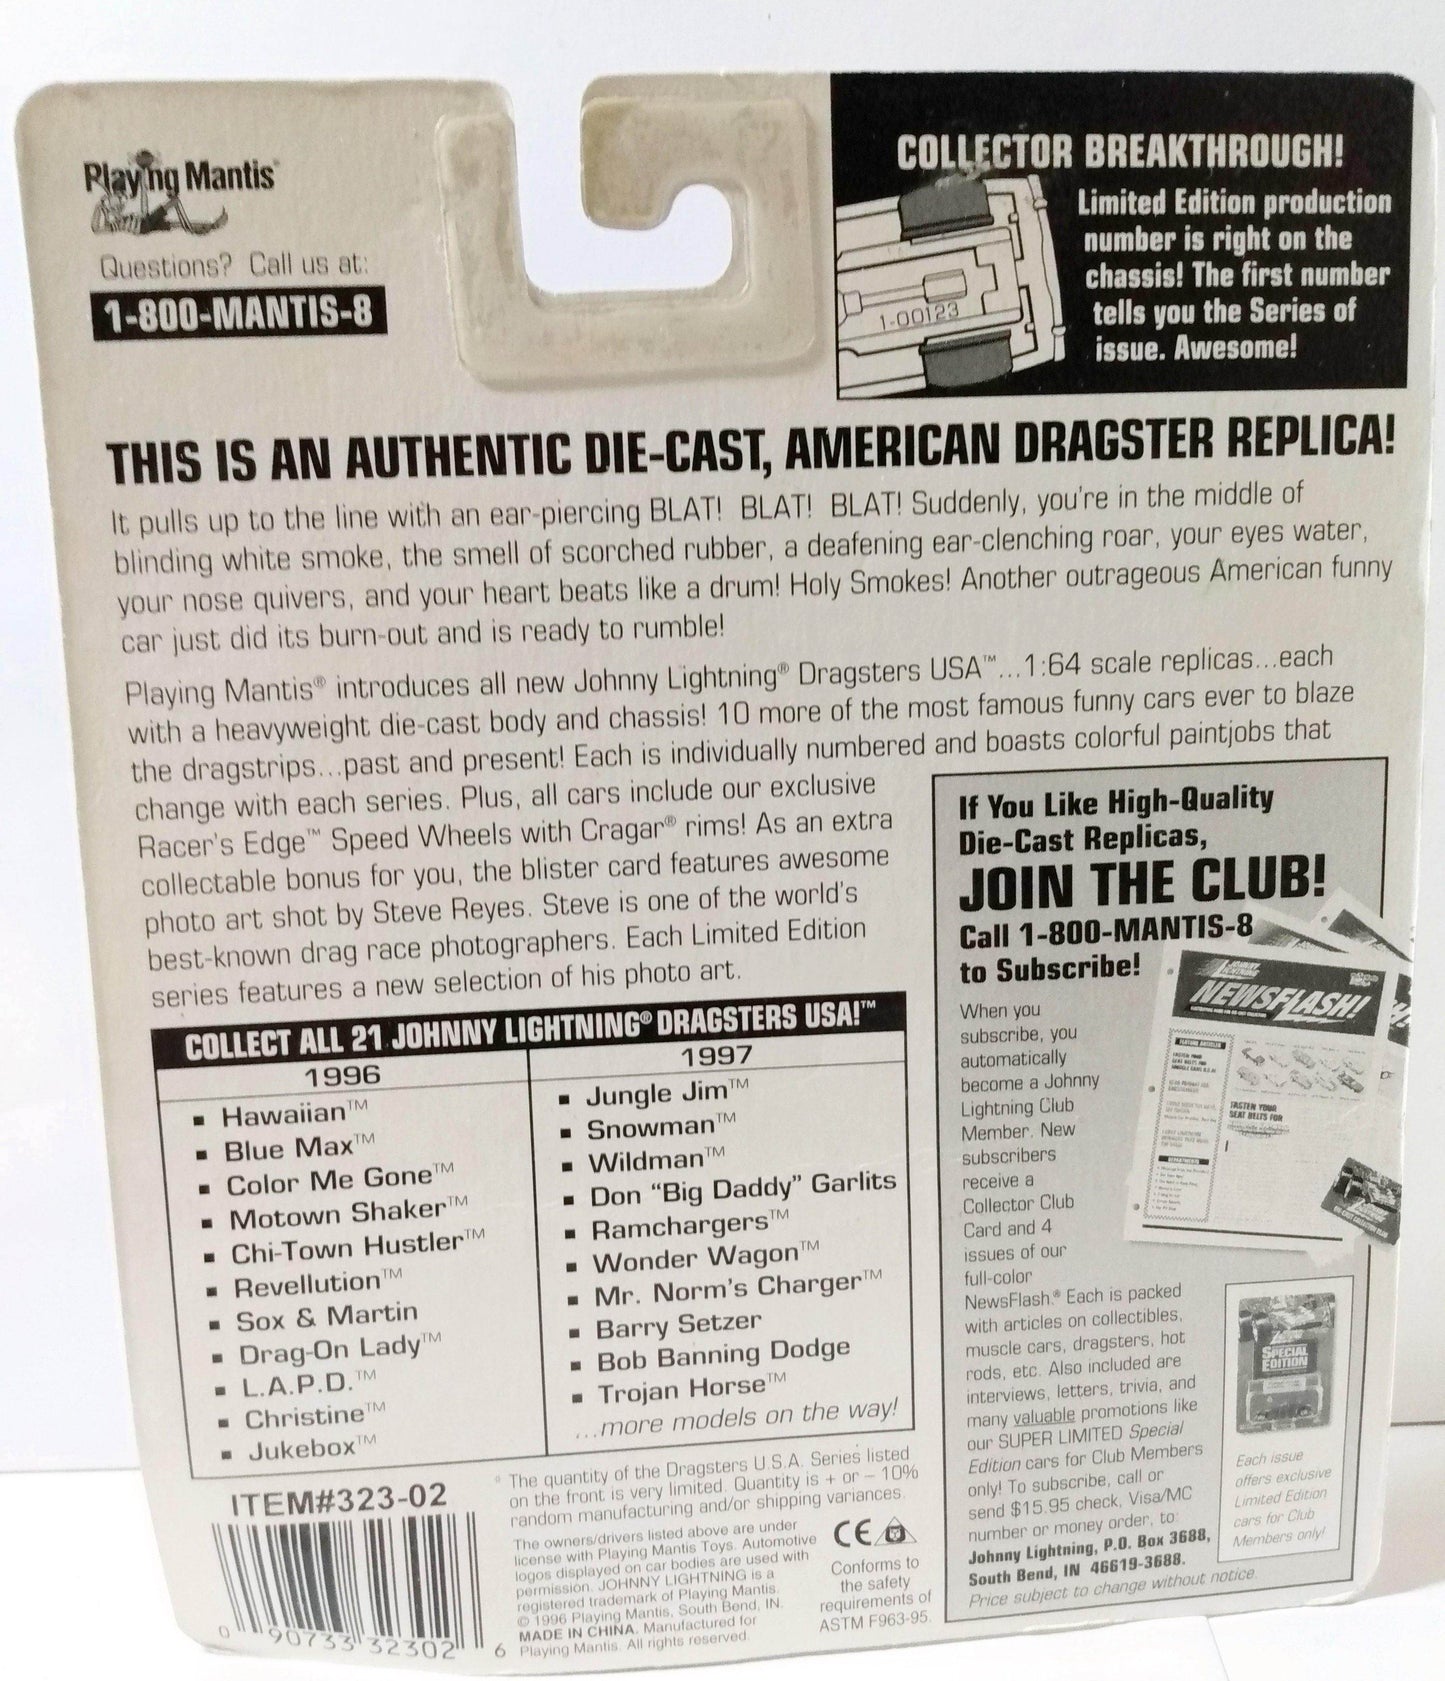 Playing Mantis®
Questions? Call us at:
1-800-MANTIS-8
COLLECTOR BREAKTHROUGH!
Limited Edition production
number is right on the
chassis! The first number
tells you the Series of
issue. Awesome!
1-00123
THIS IS AN AUTHENTIC DIE-CAST, AMERICAN DRAGSTER REPLICA!
It pulls up to the line with an ear-piercing BLAT! BLAT! BLAT! Suddenly, you're in the middle of
blinding white smoke, the smell of scorched rubber, a deafening ear-clenching roar, your eyes water,
your nose quivers, and your heart beats like a drum! Holy Smokes! Another outrageous American funny
car just did its burn-out and is ready to rumble!
Playing Mantis® introduces all new Johnny Lightning® Dragsters USA™...1:64 scale replicas...each
with a heavyweight die-cast body and chassis! 10 more of the most famous funny cars ever to blaze
the dragstrips...past and present! Each is individually numbered and boasts colorful paintjobs that
change with each series. Plus, all cars include our exclusive
Racer's Edge™ Speed Wheels with Cragar® rims! As an extra
collectable bonus for you, the blister card features awesome
photo art shot by Steve Reyes. Steve is one of the world's
best-known drag race photographers. Each Limited Edition
series features a new selection of his photo art.
COLLECT ALL 21 JOHNNY LIGHTNING® DRAGSTERS USA!™
1996
▪ Hawaiian™
▪ Blue Max™
▪ Color Me Gone™
▪ Motown Shaker™
▪ Chi-Town Hustler™
▪ Revellution™
▪ Sox & Martin
▪ Drag-On Lady™
▪ L.A.P.D.™
▪ Christine™
▪ Jukebox™
1997
▪ Jungle Jim™
▪ Snowman™
▪ Wildman™
▪ Don "Big Daddy" Garlits
▪ Ramchargers™
▪ Wonder Wagon™
▪ Mr. Norm's Charger™
▪ Barry Setzer
▪ Bob Banning Dodge
▪ Trojan Horse™
...more models on the way!
ITEM#323-02
0 90733 32302 6
* The quantity of the Dragsters U.S.A. Series listed
on the front is very limited. Quantity is + or – 10%
random manufacturing and/or shipping variances.
The owners/drivers listed above are under
license with Playing Mantis Toys. Automotive
logos displayed on car bodies are used with
permission. JOHNNY LIGHTNING is a
registered trademark of Playing Mantis.
© 1996 Playing Mantis, South Bend, IN.
MADE IN CHINA. Manufactured for
Playing Mantis. All rights reserved.
CE
Conforms to
the safety
requirements of
ASTM F963-95.
If You Like High-Quality
Die-Cast Replicas,
JOIN THE CLUB!
Call 1-800-MANTIS-8
to Subscribe!
When you
subscribe, you
automatically
become a Johnny
Lightning Club
Member. New
subscribers
receive a
Collector Club
Card and 4
issues of our
full-color
NewsFlash.® Each is packed
with articles on collectibles,
muscle cars, dragsters, hot
rods, etc. Also included are
interviews, letters, trivia, and
many valuable promotions like
our SUPER LIMITED Special
Edition cars for Club Members
only! To subscribe, call or
send $15.95 check, Visa/MC
number or money order, to:
Johnny Lightning, P.O. Box 3688,
South Bend, IN 46619-3688.
Price subject to change without notice.
NEWSFLASH!
FASTEN YOUR
SEAT BELTS FOR
SPECIAL
EDITION
Each issue
offers exclusive
Limited Edition
cars for Club
Members only!